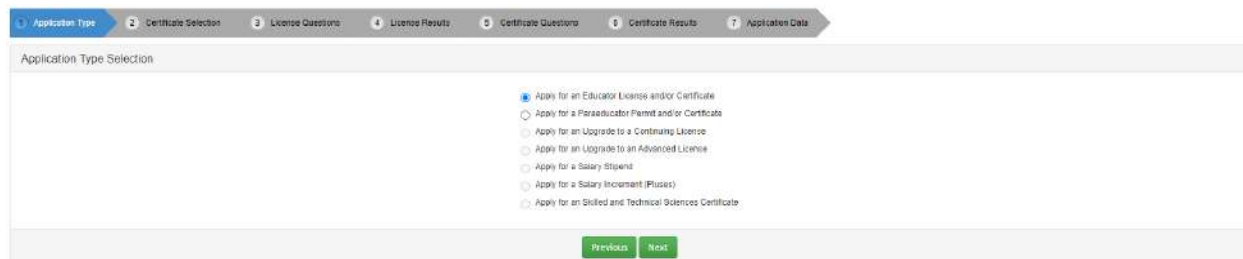 1 Application Type 2 Certificate Selection 3 License Questions 4 License Results 5 Certificate Questions 6 Certificate Results 7 Application Data
Application Type Selection
Apply for an Educator License and/or Certificate
Apply for a Paraeducator Permit and/or Certificate
Apply for an Upgrade to a Continuing License
Apply for an Upgrade to an Advanced License
Apply for a Salary Stipend
Apply for a Salary Increment (Pluses)
Apply for an Skilled and Technical Sciences Certificate
Previous Next